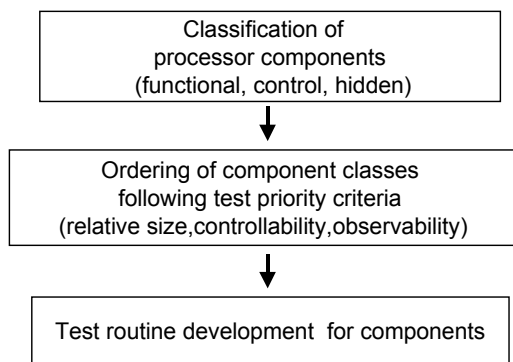 Classification of
processor components
(functional, control, hidden)
Ordering of component classes
following test priority criteria
(relative size,controllability,observability)
Test routine development for components